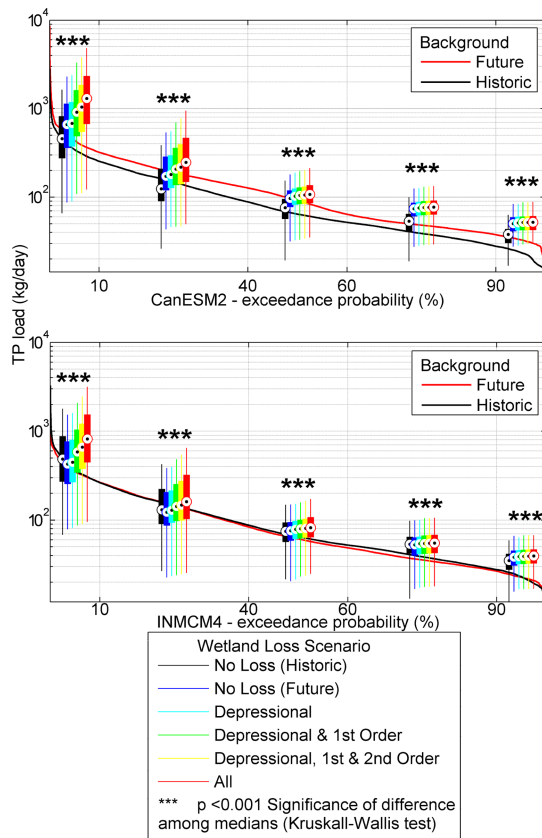 10^4
***
Background
Future
Historic
10^3
***
***
***
***
10^2
10 40 60 90
CanESM2 - exceedance probability (%)
TP load (kg/day)
10^4
***
Background
Future
Historic
10^3
***
***
***
***
10^2
10 40 60 90
INMCM4 - exceedance probability (%)
Wetland Loss Scenario
No Loss (Historic)
No Loss (Future)
Depressional
Depressional & 1st Order
Depressional, 1st & 2nd Order
All
*** p <0.001 Significance of difference
among medians (Kruskall-Wallis test)